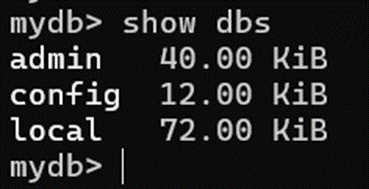 mydb> show dbs
admin   40.00 KiB
config  12.00 KiB
local   72.00 KiB
mydb>